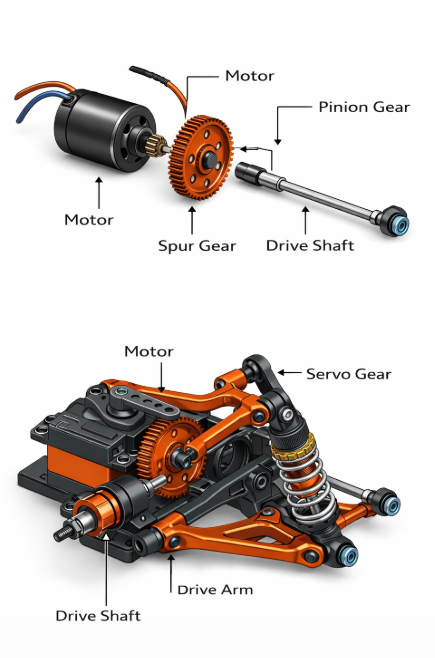 Motor
Pinion Gear
Motor
Spur Gear
Drive Shaft
Motor
Servo Gear
Drive Arm
Drive Shaft